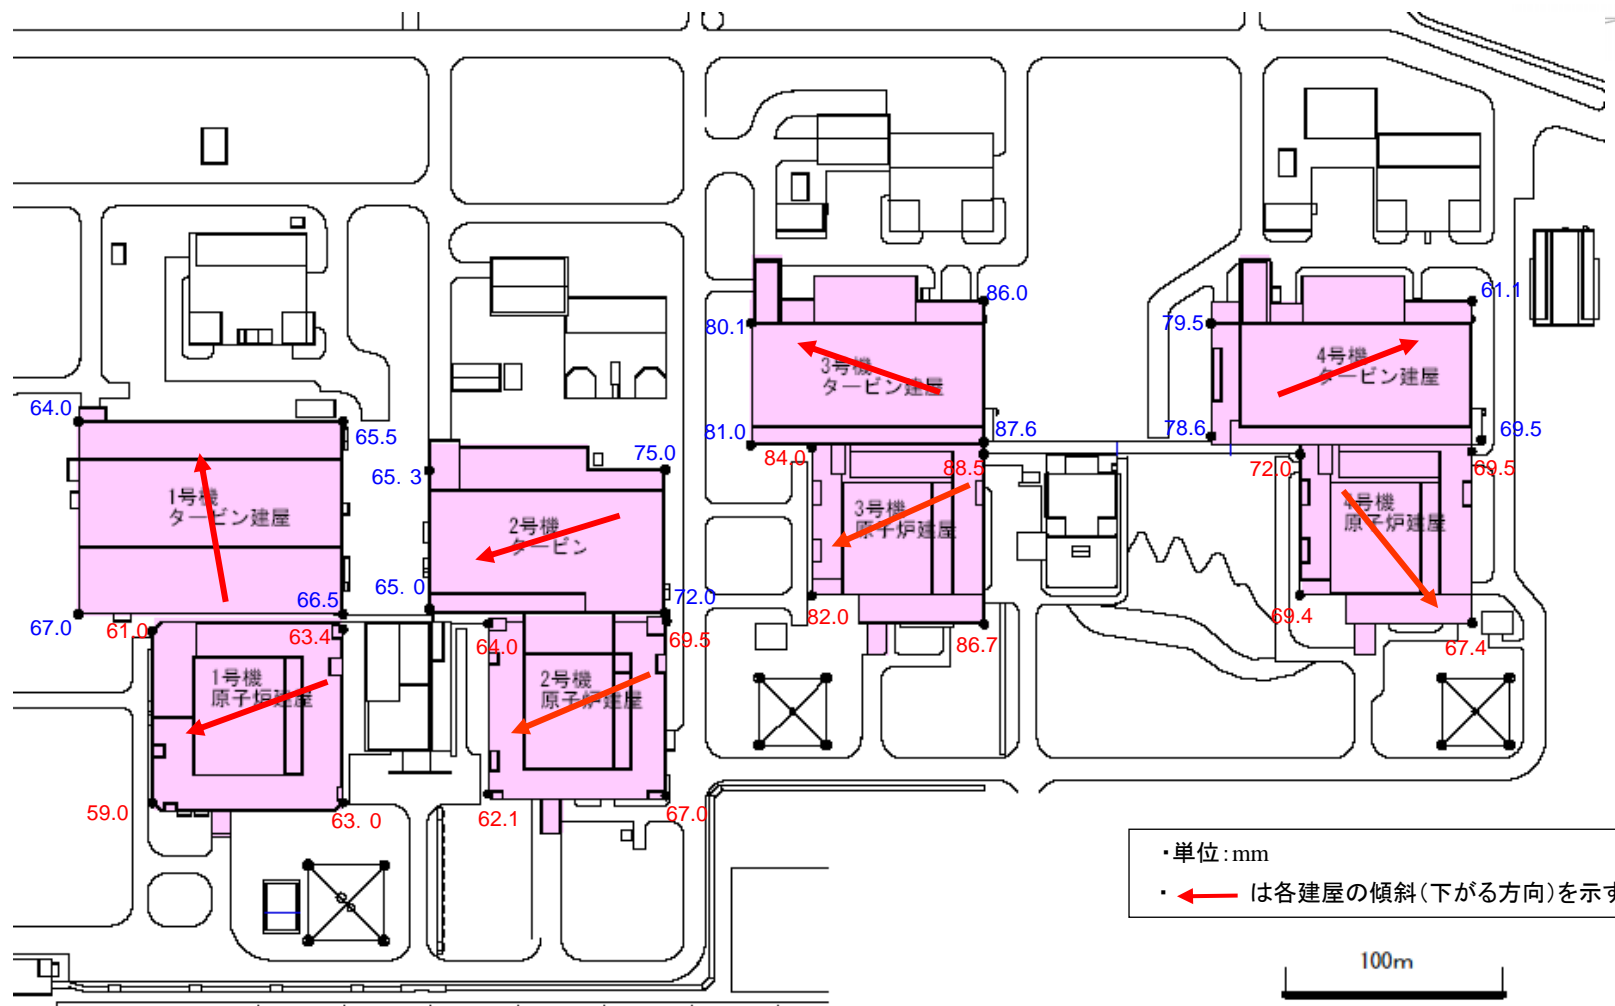 86.0
61.1
80.1
79.5
3号機
タービン建屋
4号機
タービン建屋
64.0
65.5
81.0
87.6
78.6
69.5
75.0
65. 3
84.0
88.5
72.0
69.5
1号機
タービン建屋
2号機
タービン
3号機
原子炉建屋
4号機
原子炉建屋
65. 0
66.5
72.0
67.0
61.0
63.4
64.0
69.5
82.0
86.7
69.4
67.4
1号機
原子炉建屋
2号機
原子炉建屋
59.0
63. 0
62.1
67.0
・単位:mm
・ は各建屋の傾斜(下がる方向)を示す
100m